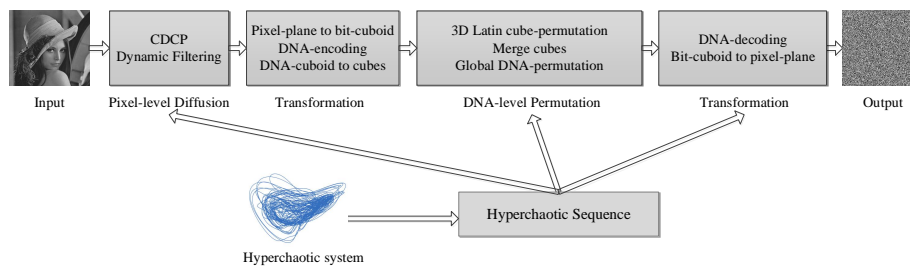 CDCP
Dynamic Filtering
Pixel-plane to bit-cuboid
DNA-encoding
DNA-cuboid to cubes
3D Latin cube-permutation
Merge cubes
Global DNA-permutation
DNA-decoding
Bit-cuboid to pixel-plane
Input
Pixel-level Diffusion
Transformation
DNA-level Permutation
Transformation
Output
Hyperchaotic Sequence
Hyperchaotic system